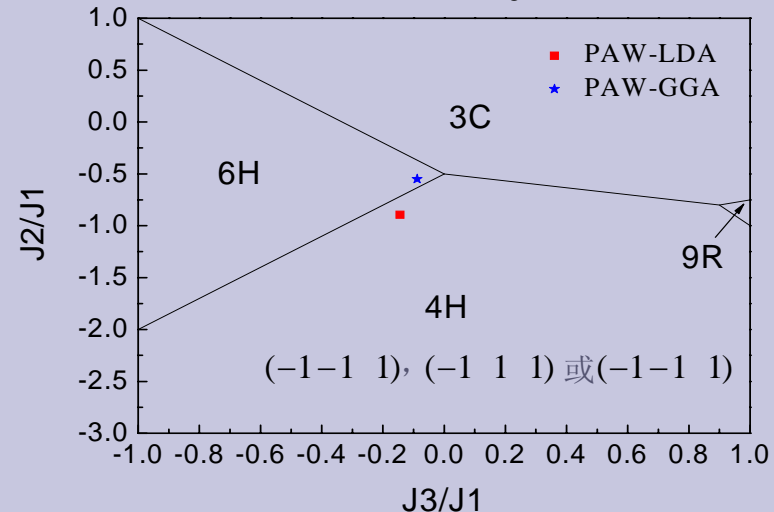 PAW-LDA
PAW-GGA
3C
6H
9R
4H
(−1−1 1), (−1 1 1) 或(−1−1 1)
J2/J1
1.0
0.5
0.0
-0.5
-1.0
-1.5
-2.0
-2.5
-3.0
-1.0 -0.8 -0.6 -0.4 -0.2 0.0 0.2 0.4 0.6 0.8 1.0
J3/J1